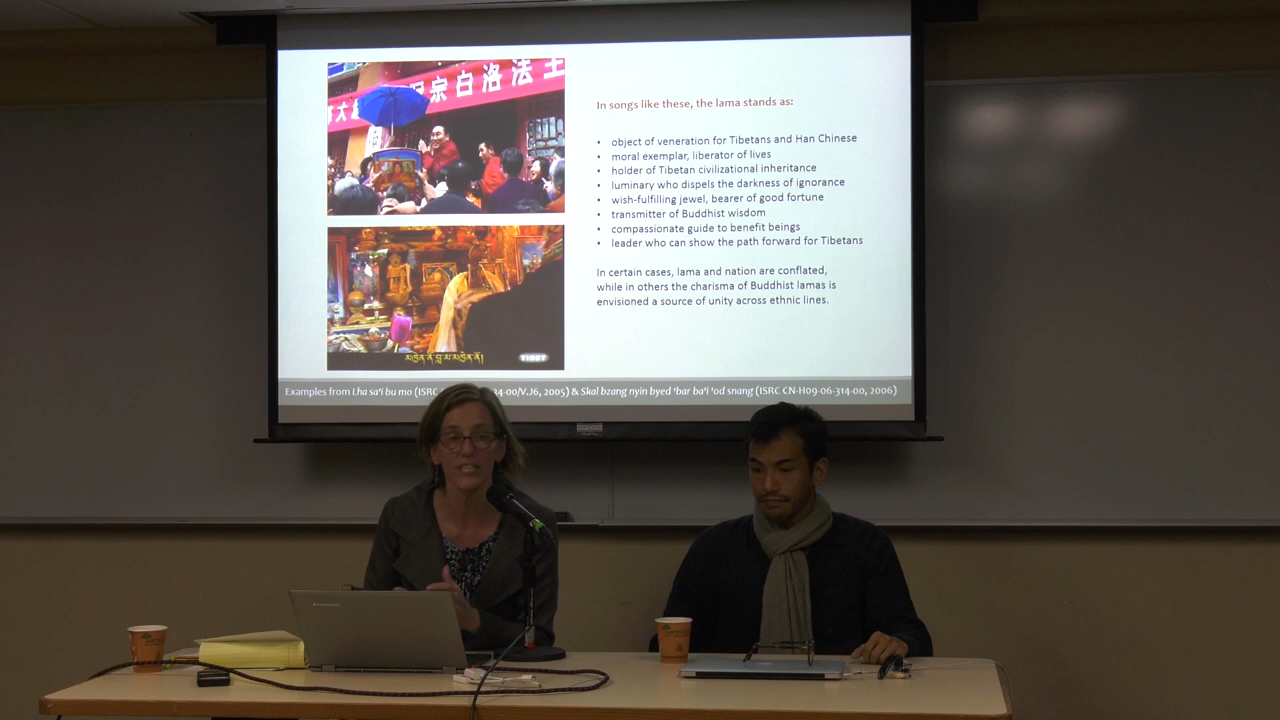 宗白洛法王
In songs like these, the lama stands as:
• object of veneration for Tibetans and Han Chinese
• moral exemplar, liberator of lives
• holder of Tibetan civilizational inheritance
• luminary who dispels the darkness of ignorance
• wish-fulfilling jewel, bearer of good fortune
• transmitter of Buddhist wisdom
• compassionate guide to benefit beings
• leader who can show the path forward for Tibetans
In certain cases, lama and nation are conflated,
while in others the charisma of Buddhist lamas is
envisioned a source of unity across ethnic lines.
མཁྱེན་ནོ་བླ་མ་མཁྱེན་ནོ།
TIBET
Examples from Lha sa'i bu mo (ISRC 34-00/V.J6, 2005) & Skal bzang nyin byed 'bar ba'i 'od snang (ISRC CN-H09-06-314-00, 2006)